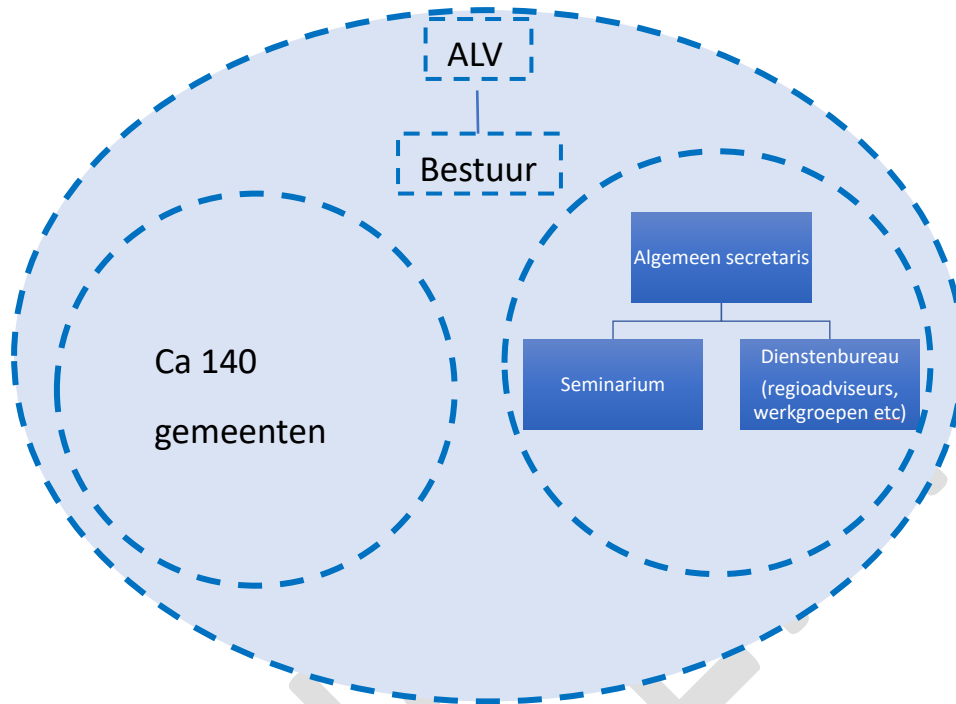 ALV
Bestuur
Ca 140
gemeenten
Algemeen secretaris
Seminarium
Dienstenbureau
(regioadviseurs,
werkgroepen etc)